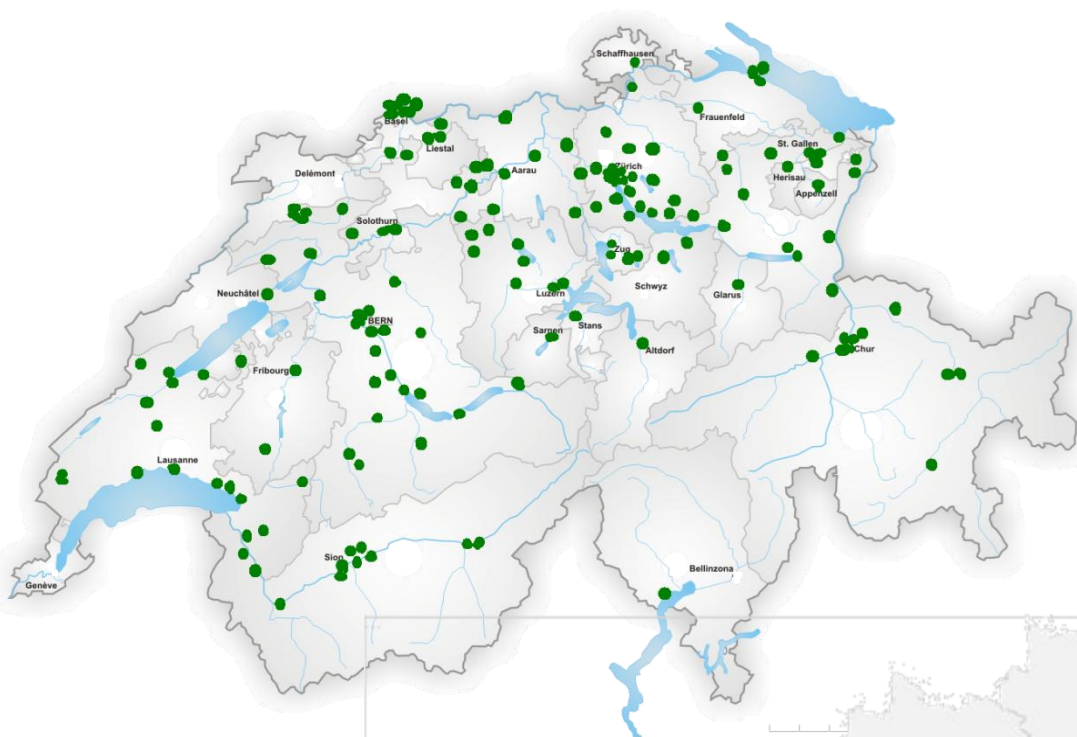 Schaffhausen
Basel
Frauenfeld
Liestal
St. Gallen
Delémont
Aarau
Zürich
Herisau
Appenzell
Solothurn
Zug
Neuchâtel
Luzern
Schwyz
Glarus
BERN
Stans
Sarnen
Altdorf
Chur
Fribourg
Lausanne
Sion
Bellinzona
Genève